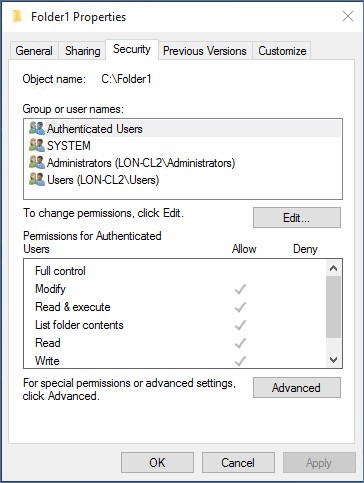 Folder1 Properties
General Sharing Security Previous Versions Customize
Object name: C:\Folder1
Group or user names:
Authenticated Users
SYSTEM
Administrators (LON-CL2\Administrators)
Users (LON-CL2\Users)
To change permissions, click Edit. Edit...
Permissions for Authenticated
Users Allow Deny
Full control
Modify
Read & execute
List folder contents
Read
Write
For special permissions or advanced settings,
click Advanced. Advanced
OK Cancel Apply